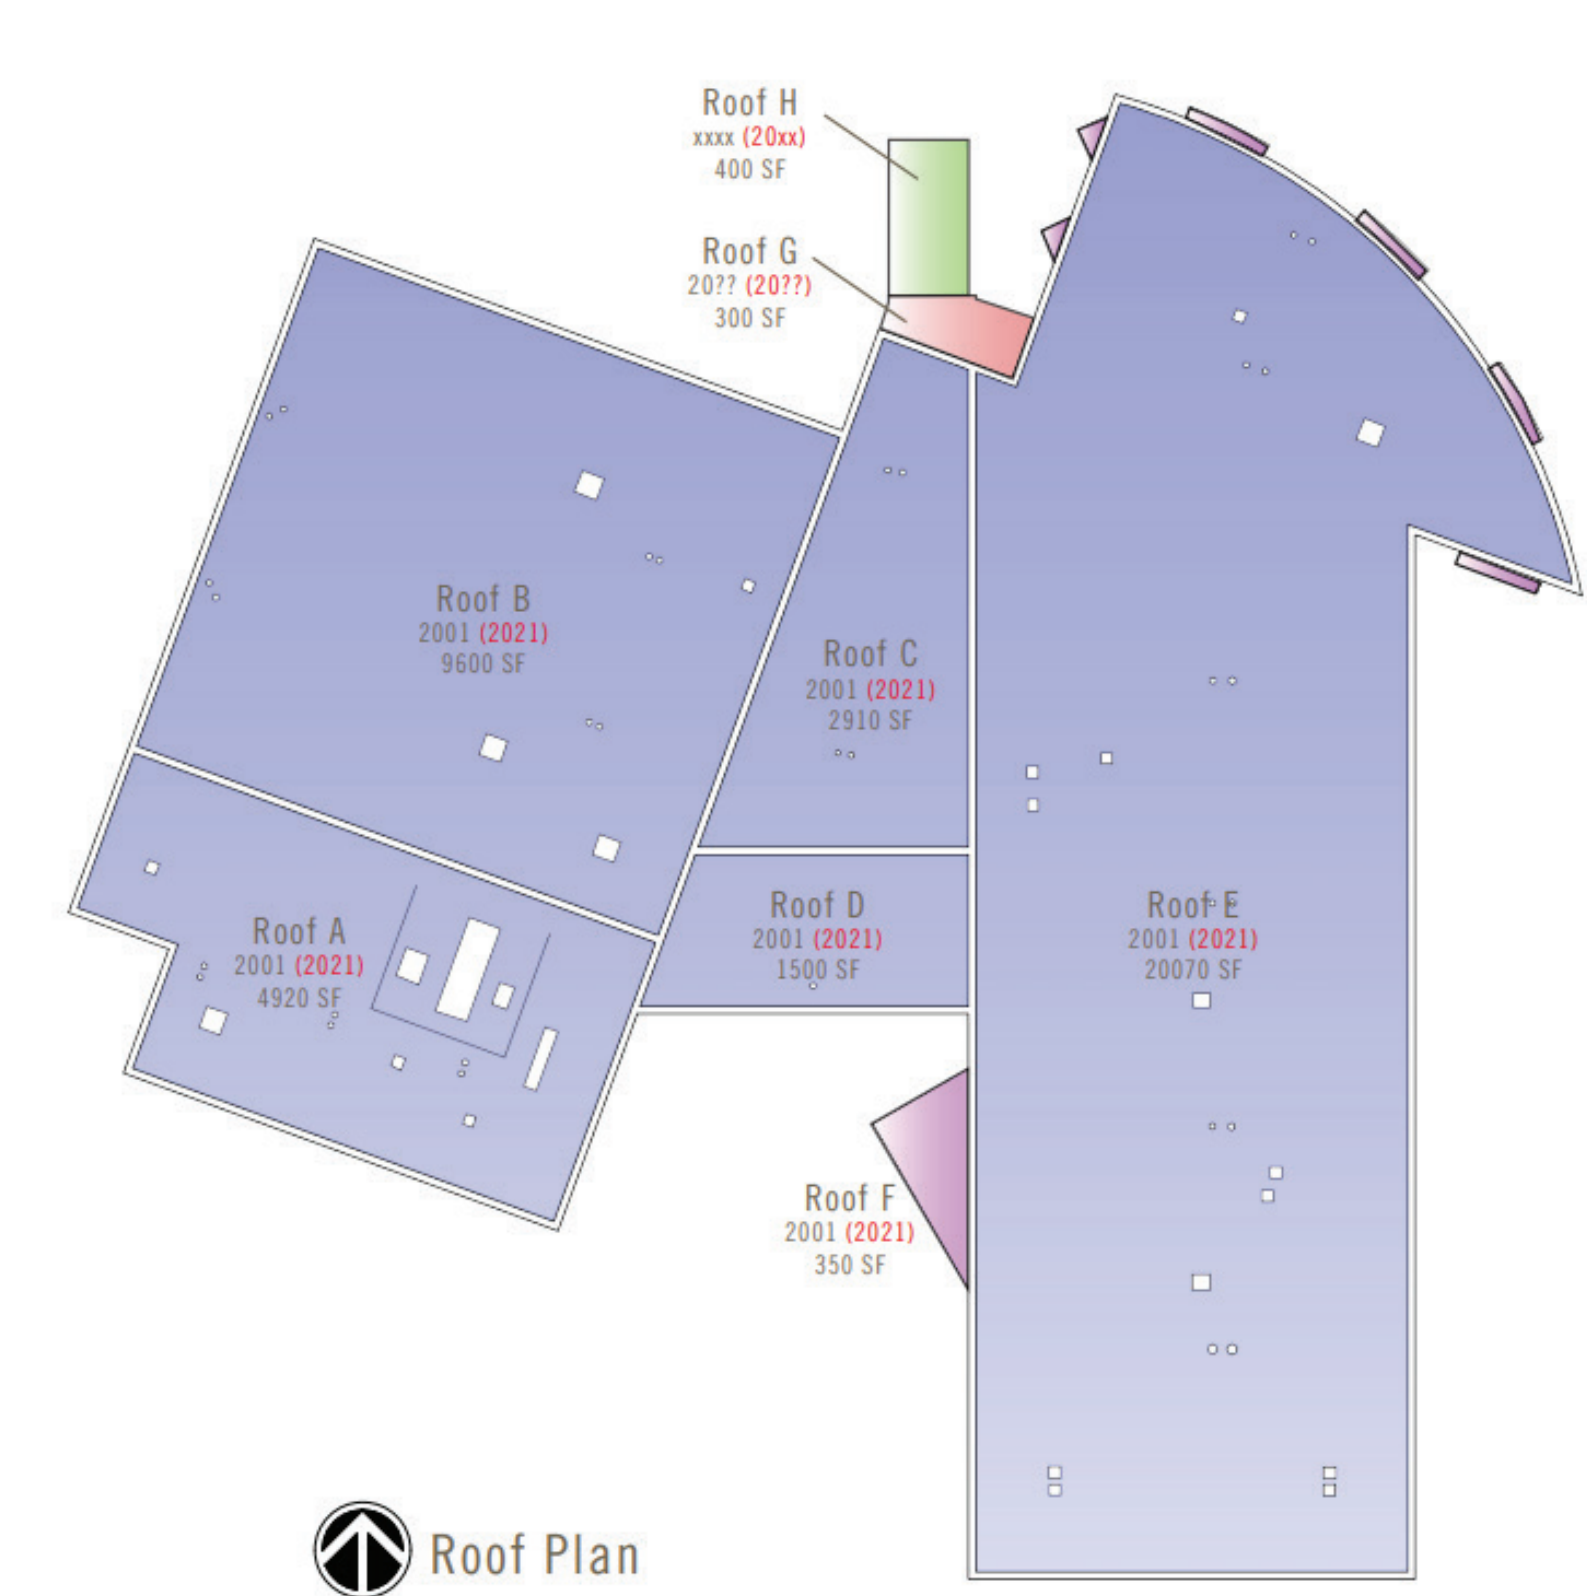 Roof H
xxxx (20xx)
400 SF
Roof G
20?? (20??)
300 SF
Roof B
2001 (2021)
9600 SF
Roof C
2001 (2021)
2910 SF
Roof A
2001 (2021)
4920 SF
Roof D
2001 (2021)
1500 SF
Roof E
2001 (2021)
20070 SF
Roof F
2001 (2021)
350 SF
Roof Plan